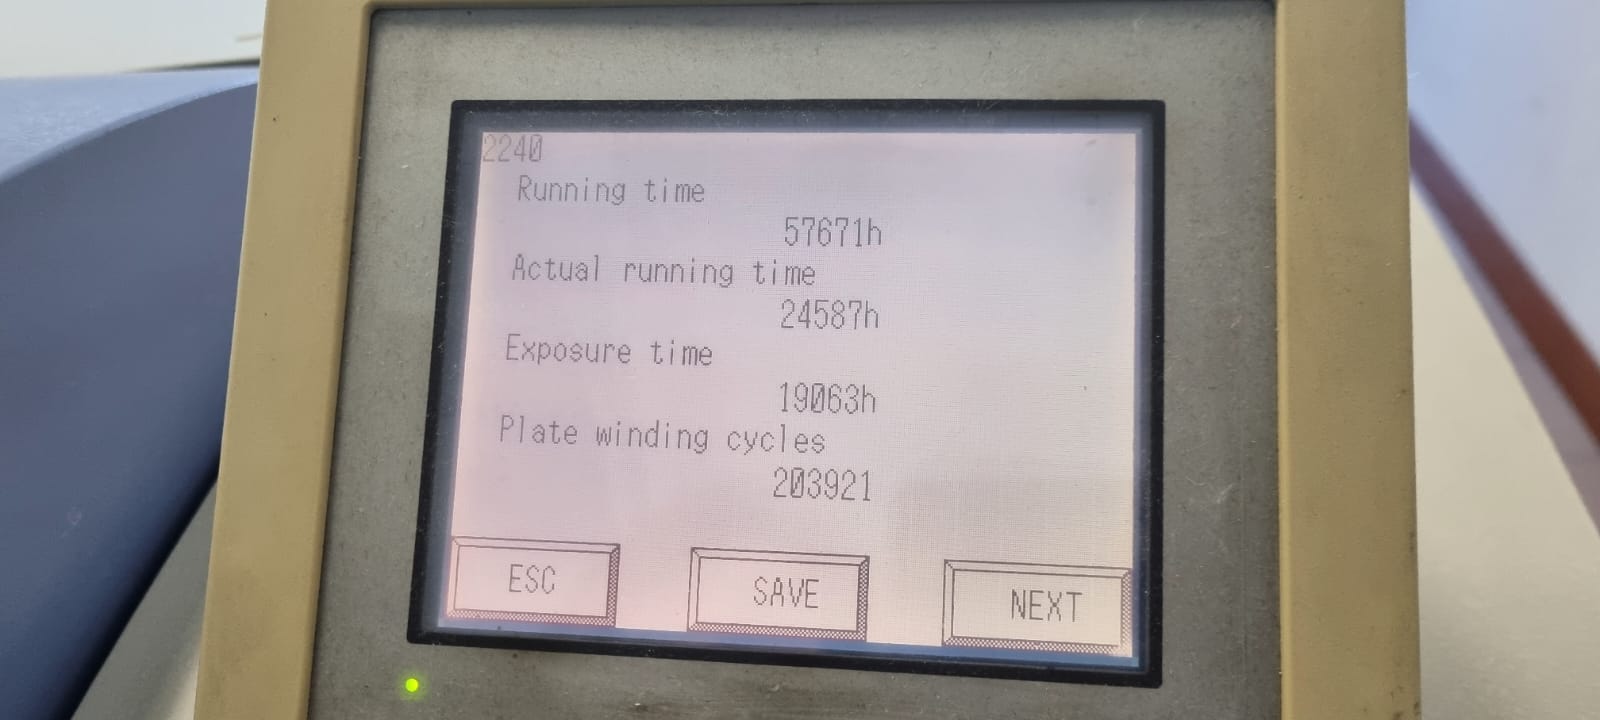 2240
Running time
57671h
Actual running time
24587h
Exposure time
19063h
Plate winding cycles
203921
ESC SAVE NEXT